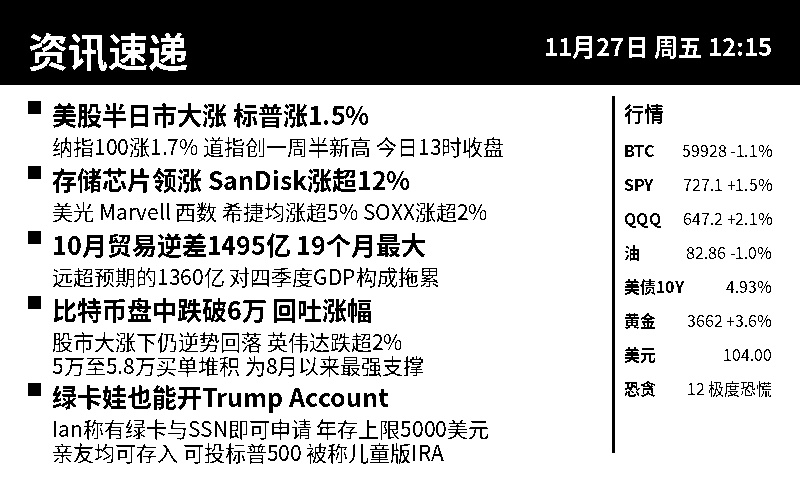 资讯速递
11月27日 周五 12:15
美股半日市大涨 标普涨1.5%
纳指100涨1.7% 道指创一周半新高 今日13时收盘
存储芯片领涨 SanDisk涨超12%
美光 Marvell 西数 希捷均涨超5% SOXX涨超2%
10月贸易逆差1495亿 19个月最大
远超预期的1360亿 对四季度GDP构成拖累
比特币盘中跌破6万 回吐涨幅
股市大涨下仍逆势回落 英伟达跌超2%
5万至5.8万买单堆积 为8月以来最强支撑
绿卡娃也能开Trump Account
Ian称有绿卡与SSN即可申请 年存上限5000美元
亲友均可存入 可投标普500 被称儿童版IRA
行情
BTC 59928 -1.1%
SPY 727.1 +1.5%
QQQ 647.2 +2.1%
油 82.86 -1.0%
美债10Y 4.93%
黄金 3662 +3.6%
美元 104.00
恐贪 12 极度恐慌